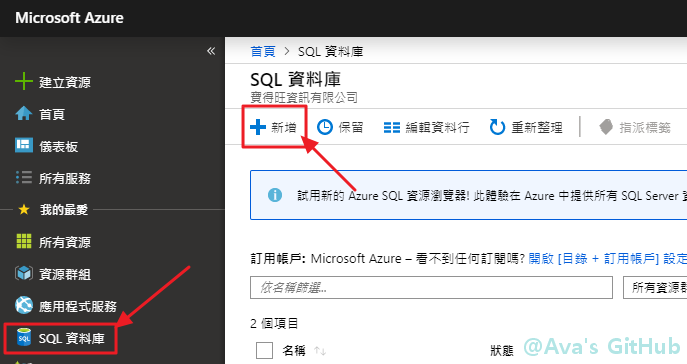 Microsoft Azure
«
建立資源
首頁
儀表板
所有服務
我的最愛
所有資源
資源群組
應用程式服務
SQL 資料庫
首頁 > SQL 資料庫
SQL 資料庫
寶得旺資訊有限公司
新增 保留 編輯資料行 重新整理 指派標籤
試用新的 Azure SQL 資源瀏覽器! 此體驗在 Azure 中提供所有 SQL Server 資
訂用帳戶: Microsoft Azure – 看不到任何訂閱嗎? 開啟 [目錄 + 訂用帳戶] 設定
依名稱篩選... 所有資源群
2 個項目
名稱 ↑↓ 狀態
@Ava's GitHub